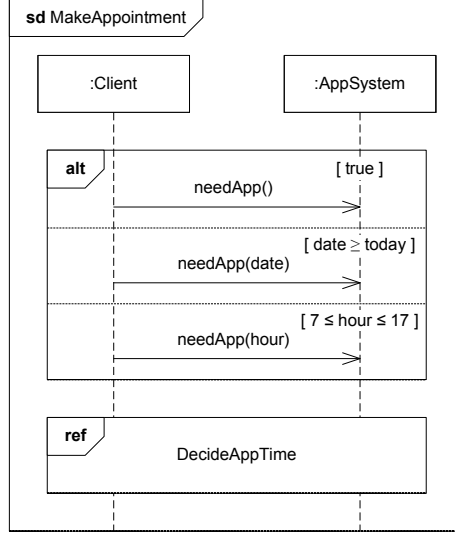 sd MakeAppointment
:Client
:AppSystem
alt
[ true ]
needApp()
[ date ≥ today ]
needApp(date)
[ 7 ≤ hour ≤ 17 ]
needApp(hour)
ref
DecideAppTime